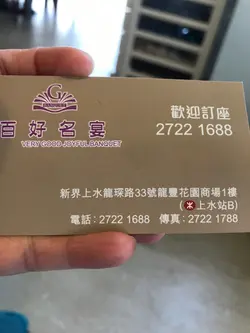 G
百好名宴
VERY GOOD JOYFUL BANQUET
歡迎訂座
2722 1688
新界上水龍琛路33號龍豐花園商場1樓
(上水站B)
電話：2722 1688 傳真：2722 1788